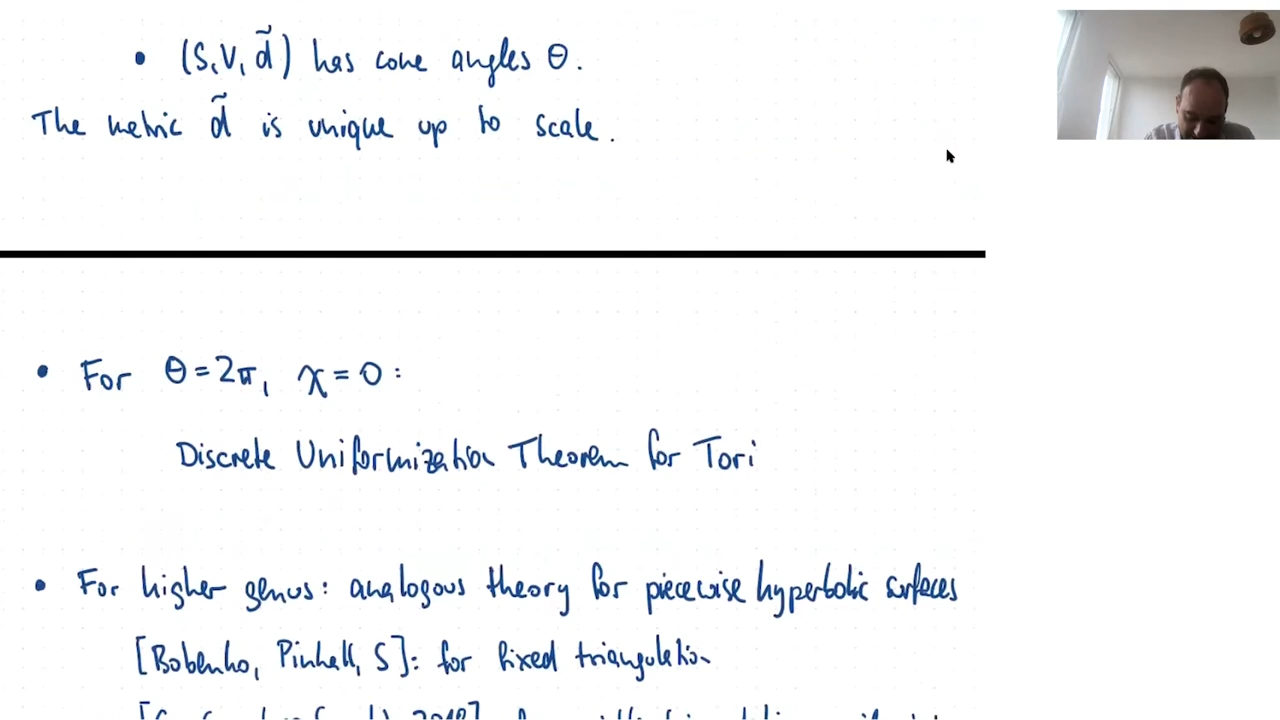 • (S,V, d̃) has cone angles Θ.
The metric d̃ is unique up to scale.
• For Θ=2π, χ=0:
Discrete Uniformization Theorem for Tori
• For higher genus: analogous theory for piecewise hyperbolic surfaces
[Bobenko, Pinkall, S]: for fixed triangulation